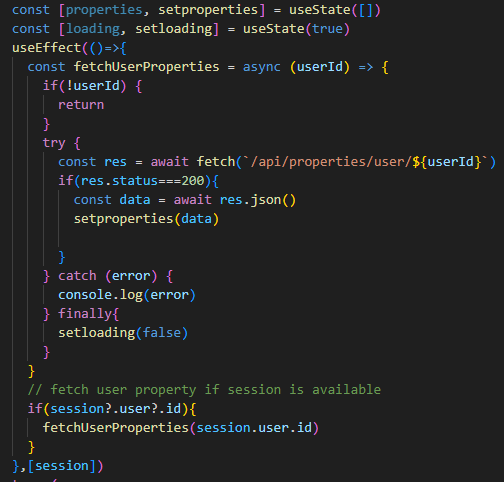 const [properties, setproperties] = useState([])
const [loading, setloading] = useState(true)
useEffect(()=>{
  const fetchUserProperties = async (userId) => {
    if(!userId) {
      return
    }
    try {
      const res = await fetch(`/api/properties/user/${userId}`)
      if(res.status===200){
        const data = await res.json()
        setproperties(data)

      }
    } catch (error) {
      console.log(error)
    } finally{
      setloading(false)
    }
  }
  // fetch user property if session is available
  if(session?.user?.id){
    fetchUserProperties(session.user.id)
  }
},[session])